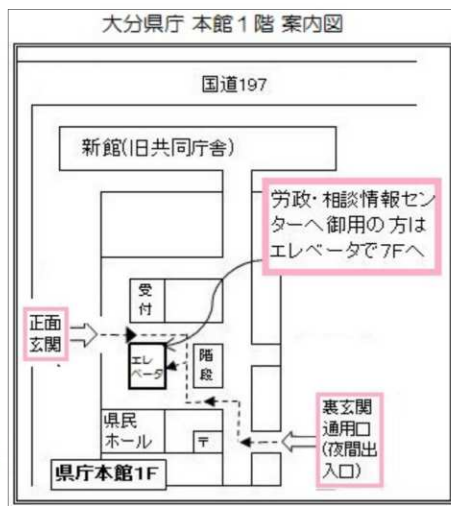 大分県庁 本館１階 案内図
国道197
新館(旧共同庁舎)
労政・相談情報セン
ターへ御用の方は
エレベータで7Fへ
受
付
正面
玄関
エレ
ベータ
階
段
県民
ホール
〒
裏玄関
通用口
(夜間出
入口)
県庁本館1F